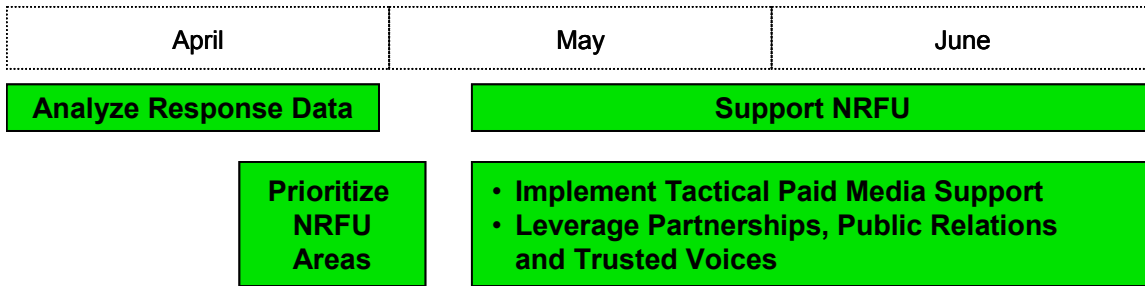 April
May
June
Analyze Response Data
Support NRFU
Prioritize
NRFU
Areas
• Implement Tactical Paid Media Support
• Leverage Partnerships, Public Relations
and Trusted Voices